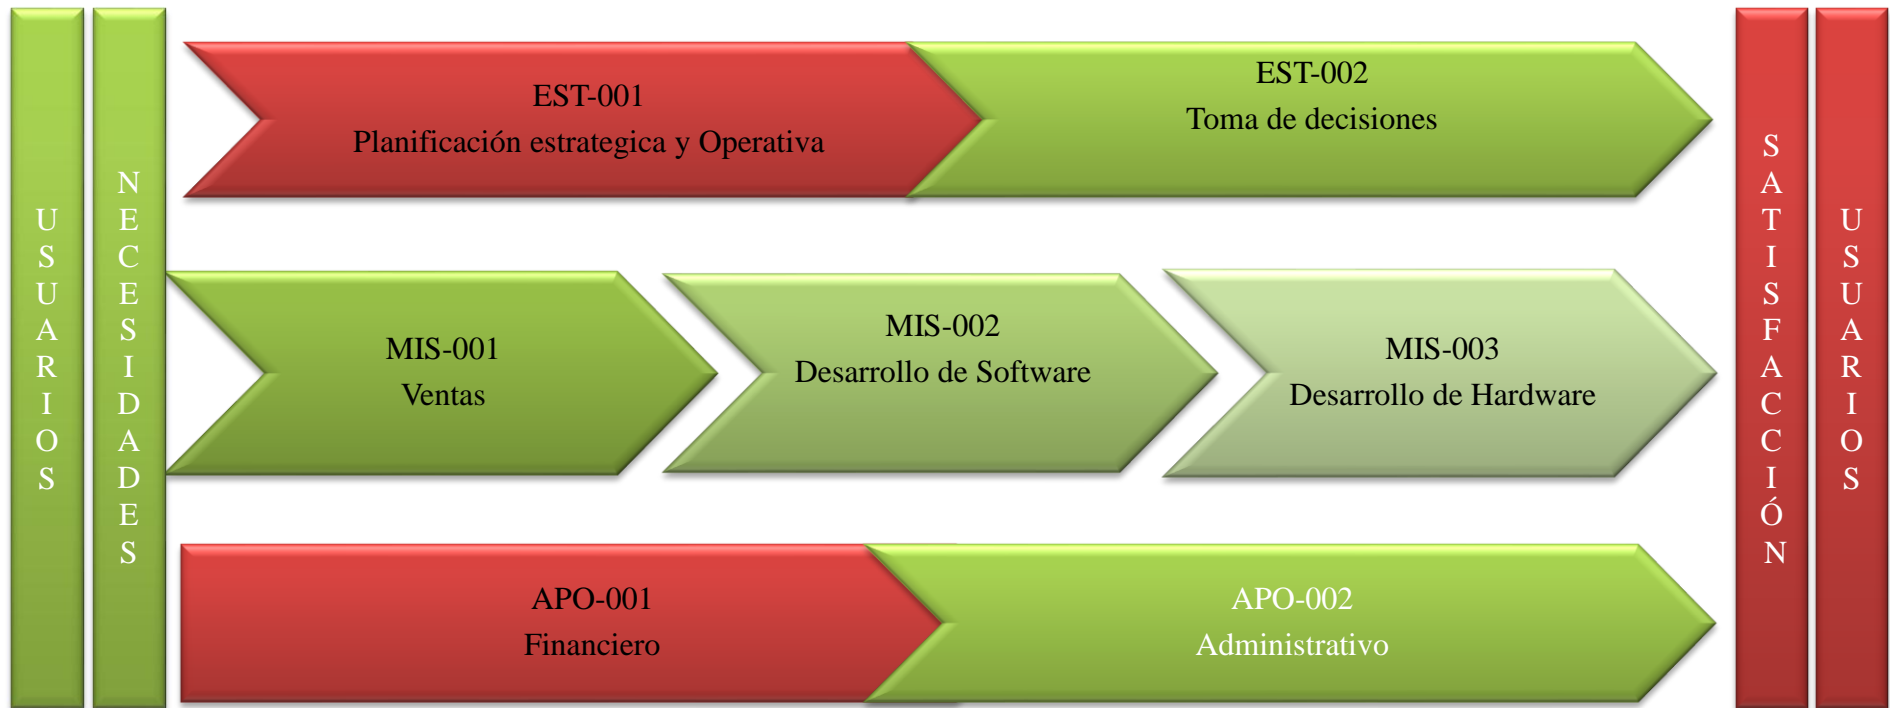 USUARIOS
NECESIDADES
EST-001
Planificación estrategica y Operativa
EST-002
Toma de decisiones
MIS-001
Ventas
MIS-002
Desarrollo de Software
MIS-003
Desarrollo de Hardware
APO-001
Financiero
APO-002
Administrativo
SATISFACCIÓN
USUARIOS